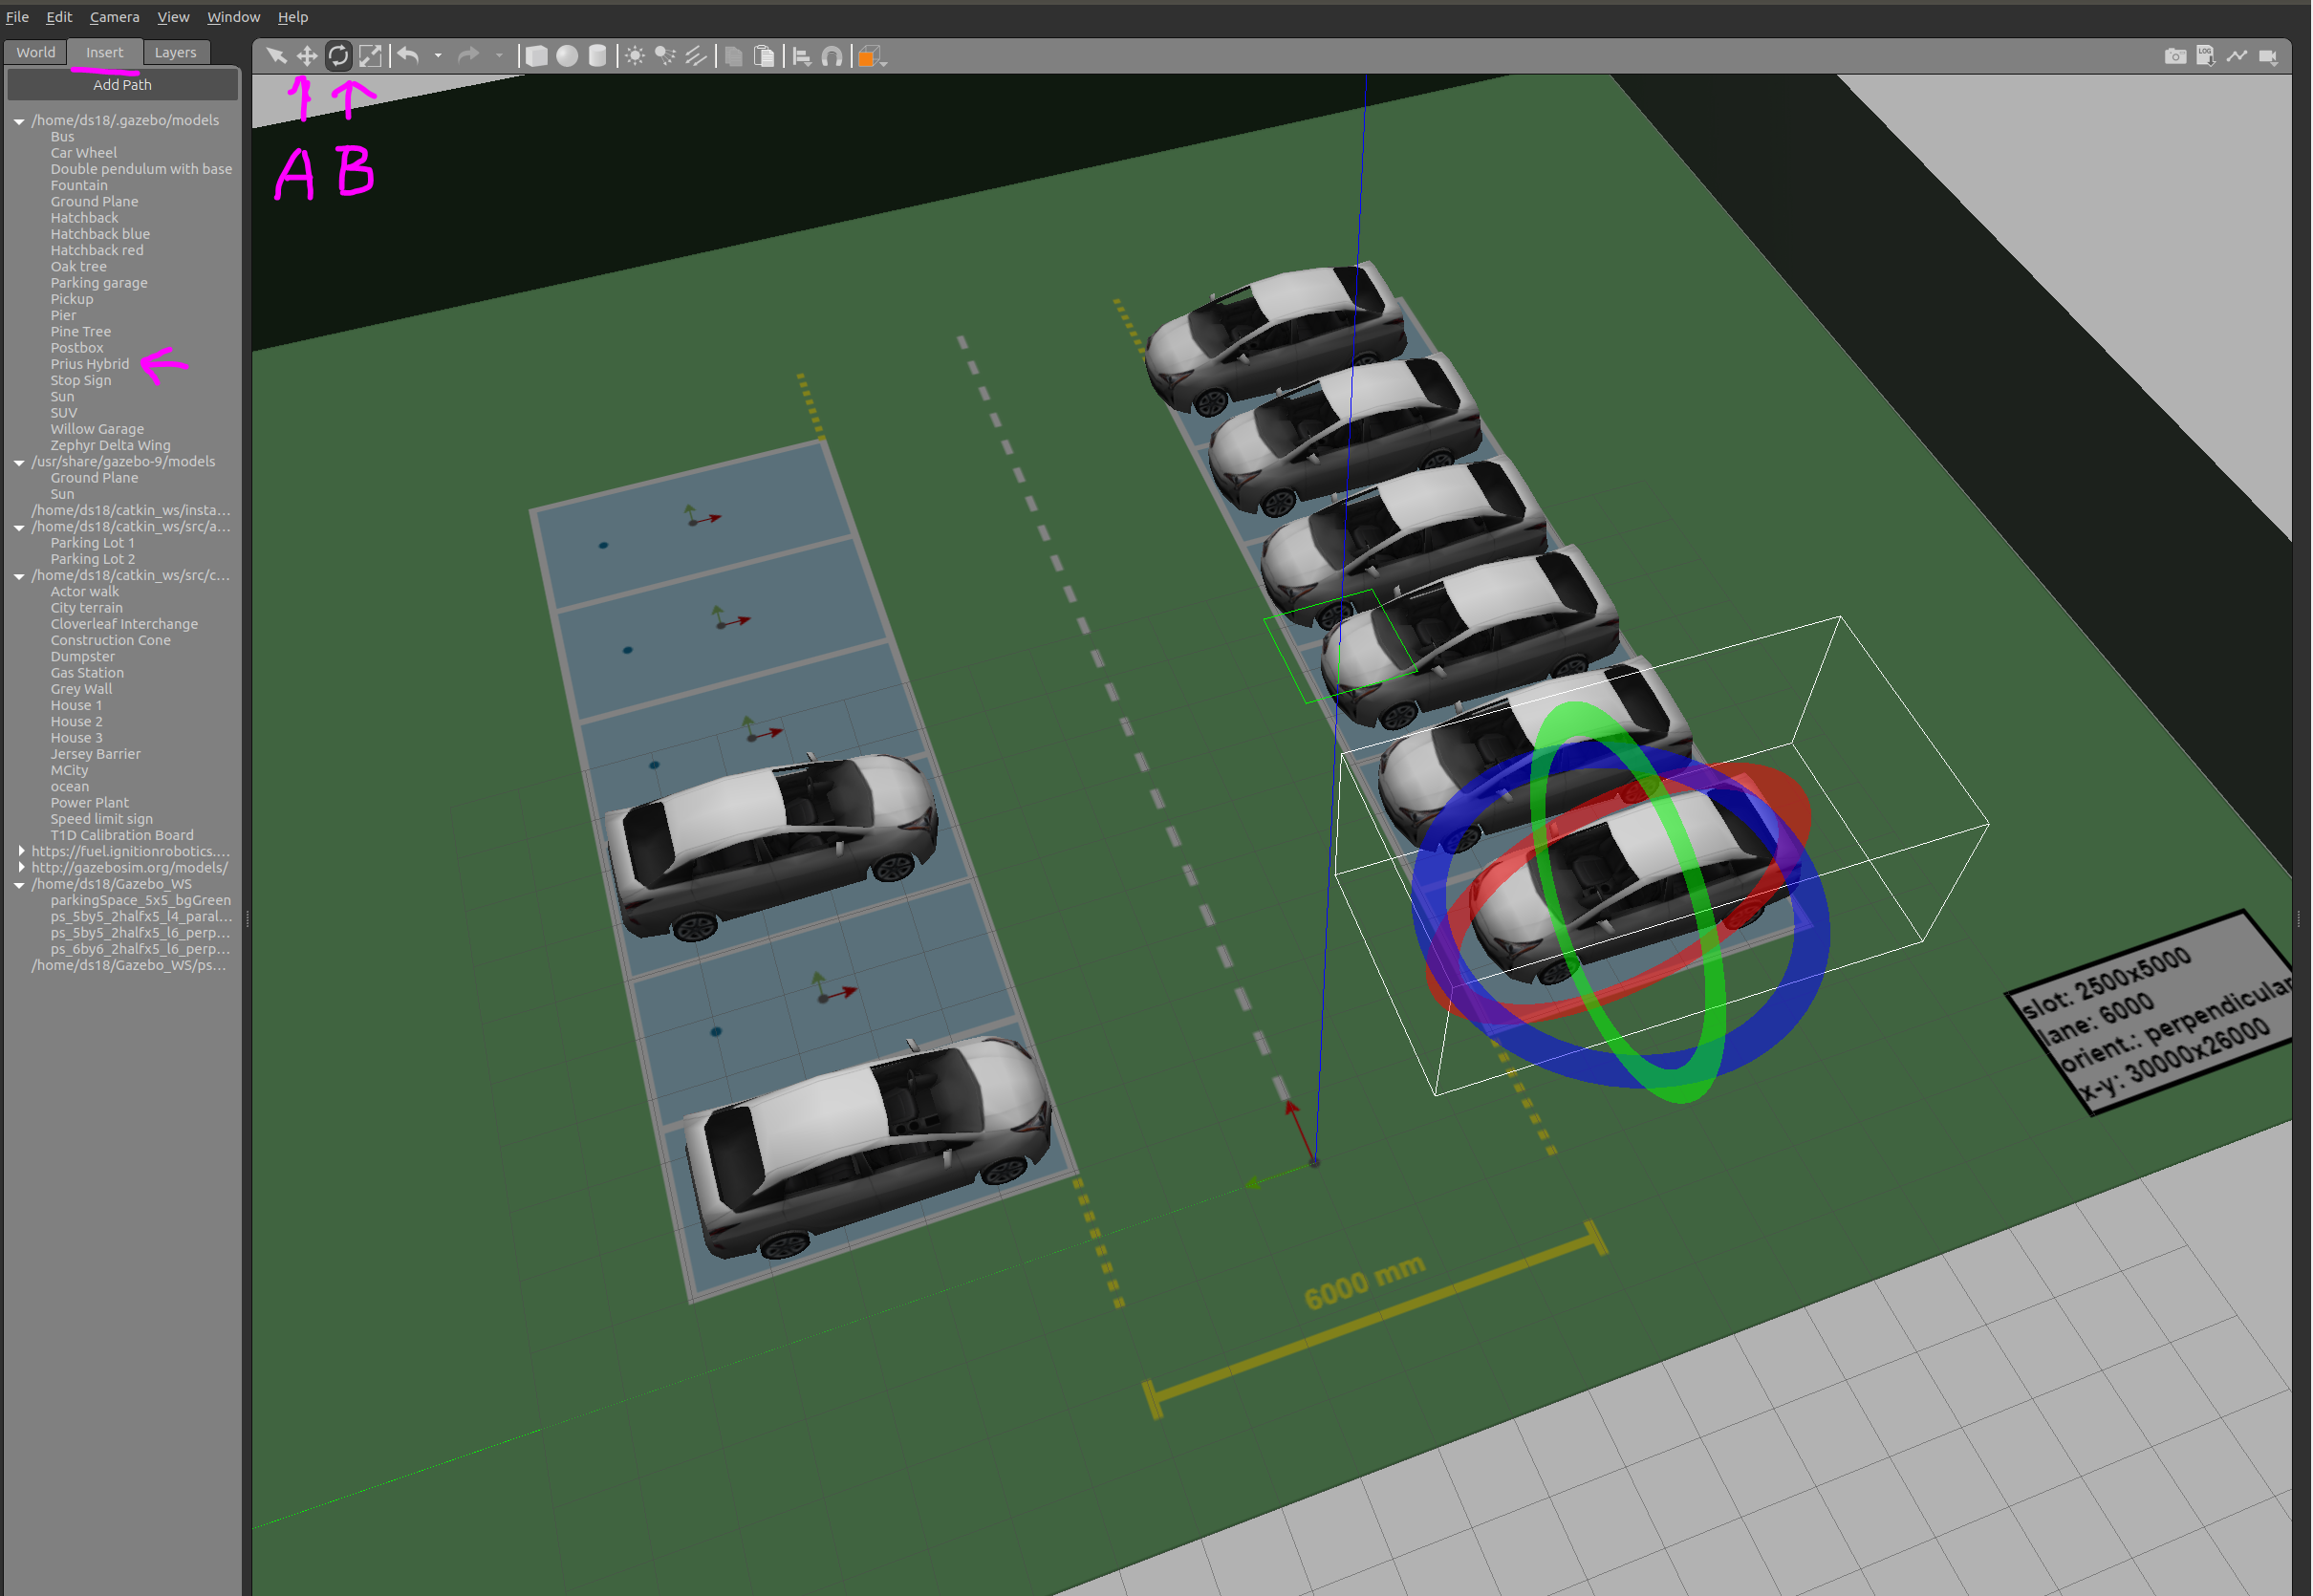 File Edit Camera View Window Help
World Insert Layers
Add Path
/home/ds18/.gazebo/models
Bus
Car Wheel
Double pendulum with base
Fountain
Ground Plane
Hatchback
Hatchback blue
Hatchback red
Oak tree
Parking garage
Pickup
Pier
Pine Tree
Postbox
Prius Hybrid
Stop Sign
Sun
SUV
Willow Garage
Zephyr Delta Wing
/usr/share/gazebo-9/models
Ground Plane
Sun
/home/ds18/catkin_ws/insta...
/home/ds18/catkin_ws/src/a...
Parking Lot 1
Parking Lot 2
/home/ds18/catkin_ws/src/c...
Actor walk
City terrain
Cloverleaf Interchange
Construction Cone
Dumpster
Gas Station
Grey Wall
House 1
House 2
House 3
Jersey Barrier
MCity
ocean
Power Plant
Speed limit sign
T1D Calibration Board
https://fuel.ignitionrobotics....
http://gazebosim.org/models/
/home/ds18/Gazebo_WS
parkingSpace_5x5_bgGreen
ps_5by5_2halfx5_l4_paral...
ps_5by5_2halfx5_l6_perp...
ps_6by6_2halfx5_l6_perp...
/home/ds18/Gazebo_WS/ps...
LOG
A B
slot: 2500x5000
lane: 6000
orient.: perpendicular
x-y: 30000x26000
6000 mm